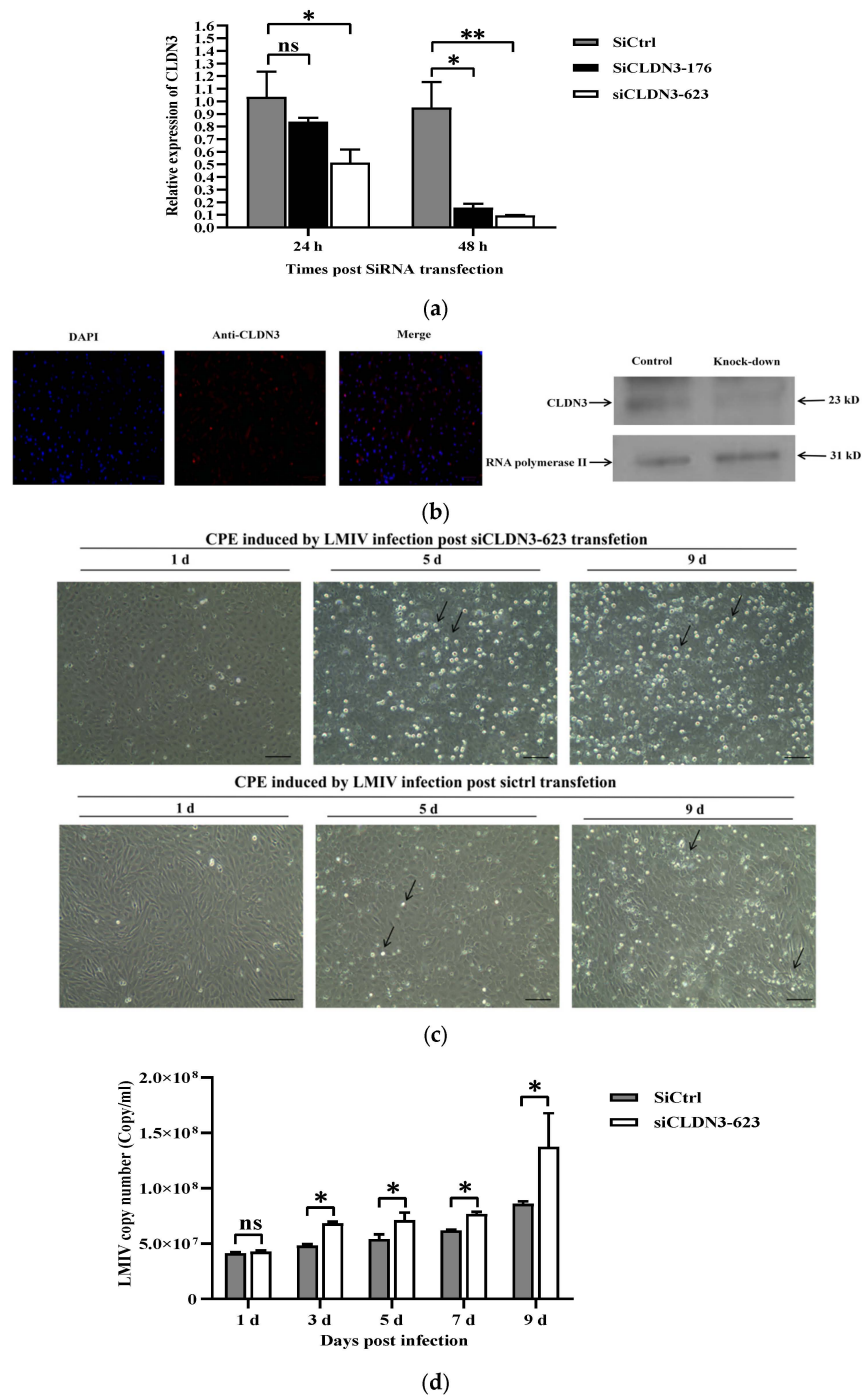 *
**
ns
*
SiCtrl
SiCLDN3-176
siCLDN3-623
Relative expression of CLDN3
1.6
1.5
1.4
1.3
1.2
1.1
1.0
0.9
0.8
0.7
0.6
0.5
0.4
0.3
0.2
0.1
0.0
24 h
48 h
Times post SiRNA transfection
(a)
DAPI
Anti-CLDN3
Merge
Control
Knock-down
CLDN3
23 kD
RNA polymerase II
31 kD
(b)
CPE induced by LMIV infection post siCLDN3-623 transfetion
1 d
5 d
9 d
CPE induced by LMIV infection post sictrl transfetion
1 d
5 d
9 d
(c)
LMIV copy number (Copy/ml)
2.0×10⁸
1.5×10⁸
1.0×10⁸
5.0×10⁷
0
ns
*
*
*
*
SiCtrl
siCLDN3-623
1 d
3 d
5 d
7 d
9 d
Days post infection
(d)